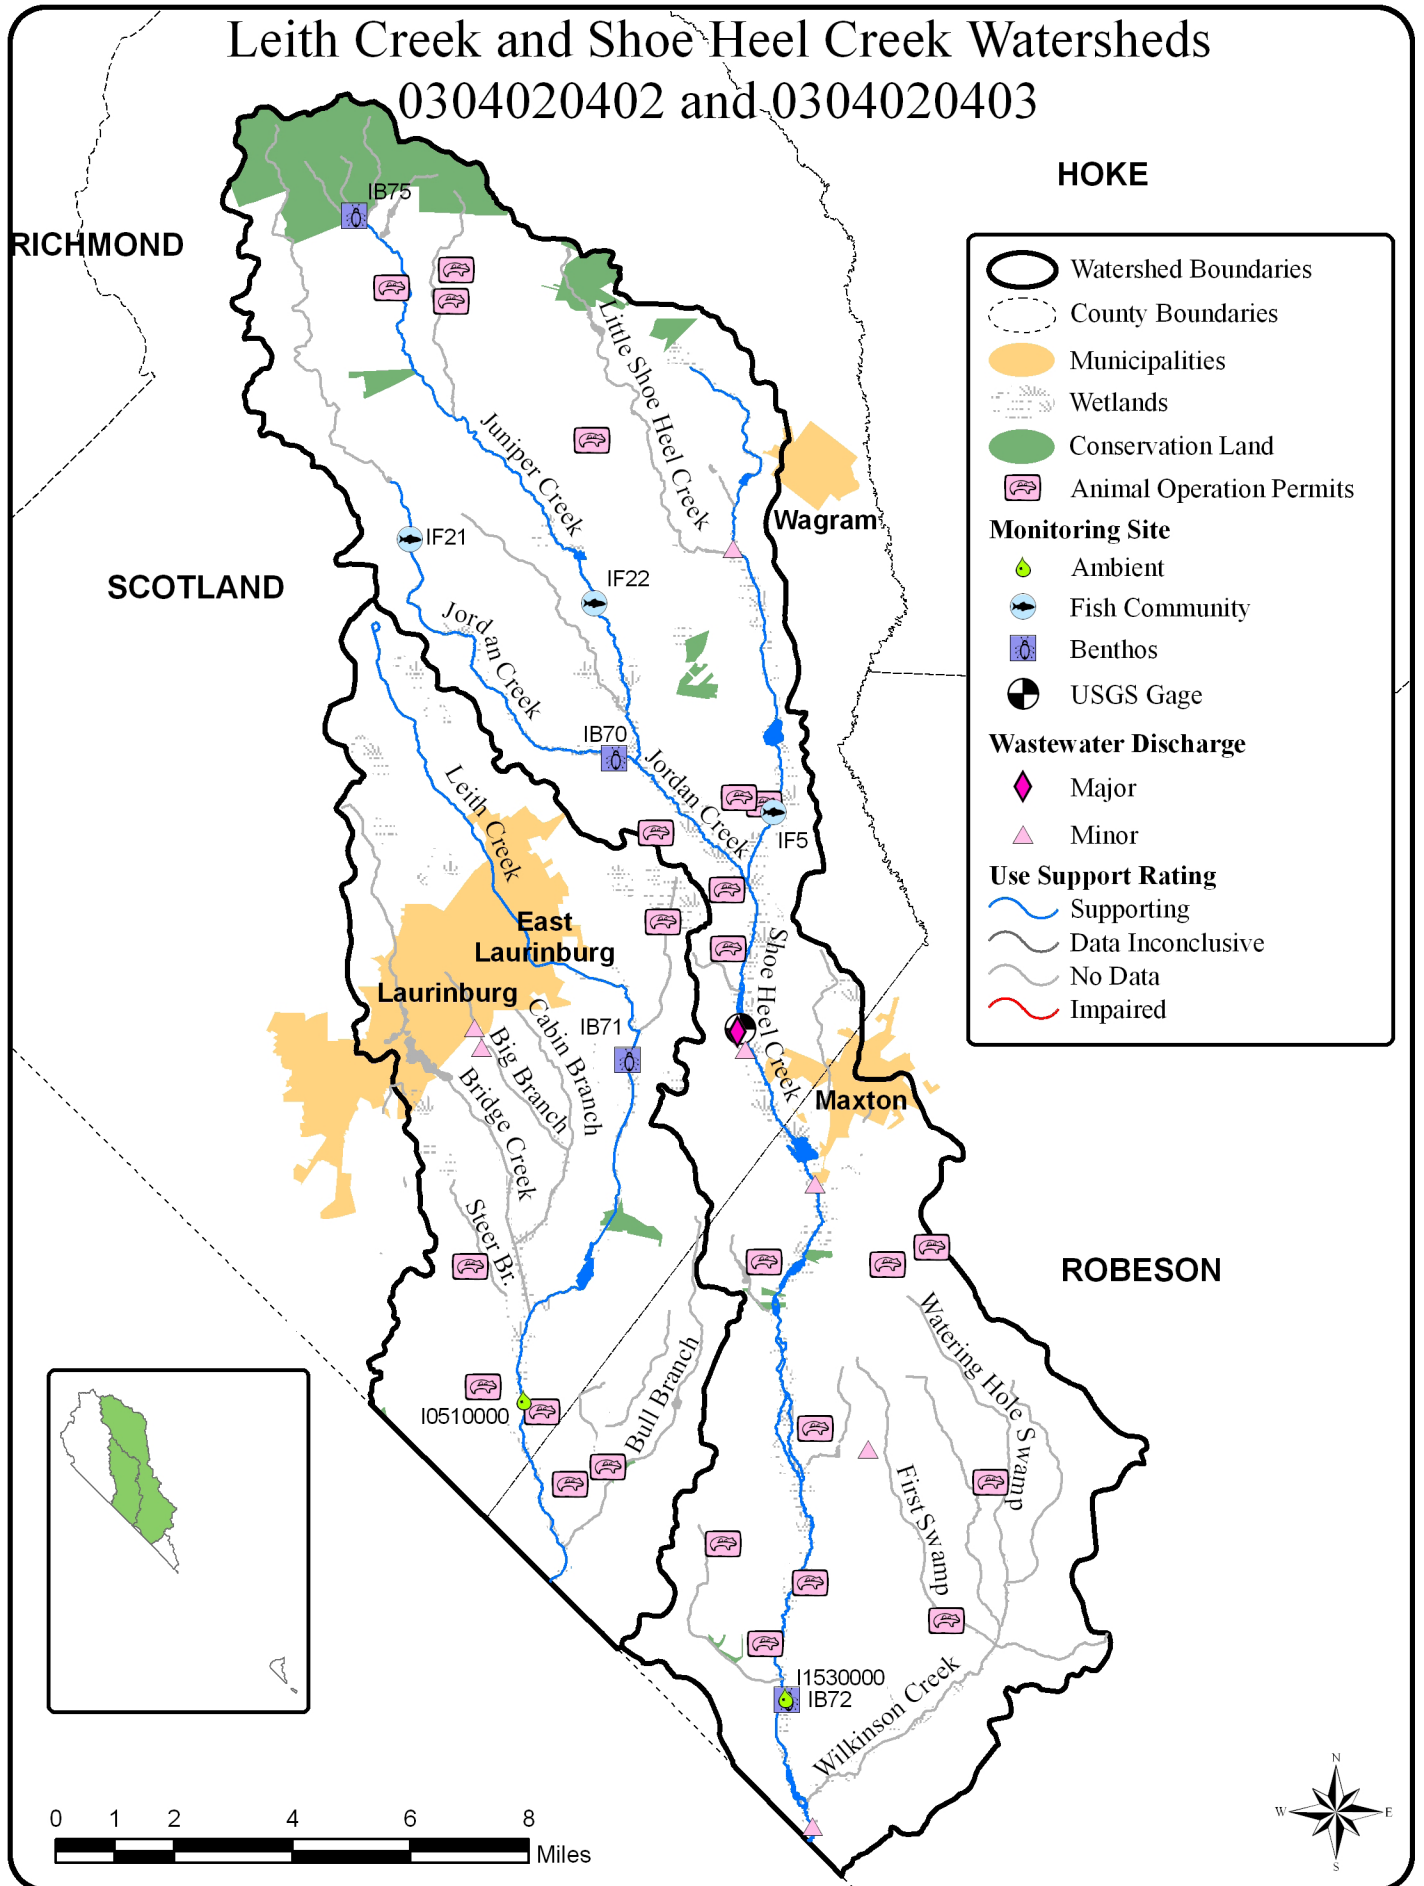 Leith Creek and Shoe Heel Creek Watersheds
0304020402 and 0304020403
HOKE
RICHMOND
IB75
Watershed Boundaries
County Boundaries
Municipalities
Wetlands
Conservation Land
Animal Operation Permits
Monitoring Site
Ambient
Fish Community
Benthos
USGS Gage
Wastewater Discharge
Major
Minor
Use Support Rating
Supporting
Data Inconclusive
No Data
Impaired
Little Shoe Heel Creek
Juniper Creek
Wagram
IF21
SCOTLAND
IF22
Jordan Creek
IB70
Jordan Creek
Leith Creek
IF5
East
Laurinburg
Laurinburg
Shoe Heel Creek
Cabin Branch
IB71
Big Branch
Bridge Creek
Maxton
Steer Br.
ROBESON
Watering Hole Swamp
Bull Branch
I0510000
First Swamp
I1530000
IB72
Wilkinson Creek
0 1 2 4 6 8
Miles
N
W E
S